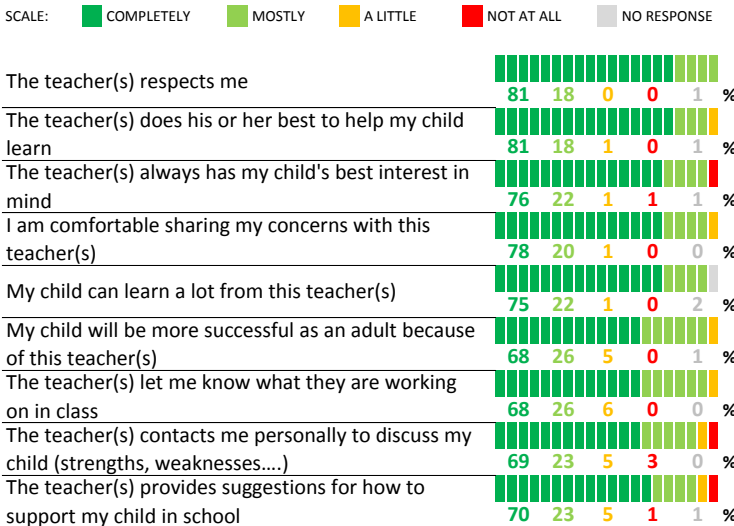 SCALE: COMPLETELY MOSTLY A LITTLE NOT AT ALL NO RESPONSE
The teacher(s) respects me
81 18 0 0 1 %
The teacher(s) does his or her best to help my child
learn
81 18 1 0 1 %
The teacher(s) always has my child's best interest in
mind
76 22 1 1 1 %
I am comfortable sharing my concerns with this
teacher(s)
78 20 1 0 0 %
My child can learn a lot from this teacher(s)
75 22 1 0 2 %
My child will be more successful as an adult because
of this teacher(s)
68 26 5 0 1 %
The teacher(s) let me know what they are working
on in class
68 26 6 0 0 %
The teacher(s) contacts me personally to discuss my
child (strengths, weaknesses....)
69 23 5 3 0 %
The teacher(s) provides suggestions for how to
support my child in school
70 23 5 1 1 %